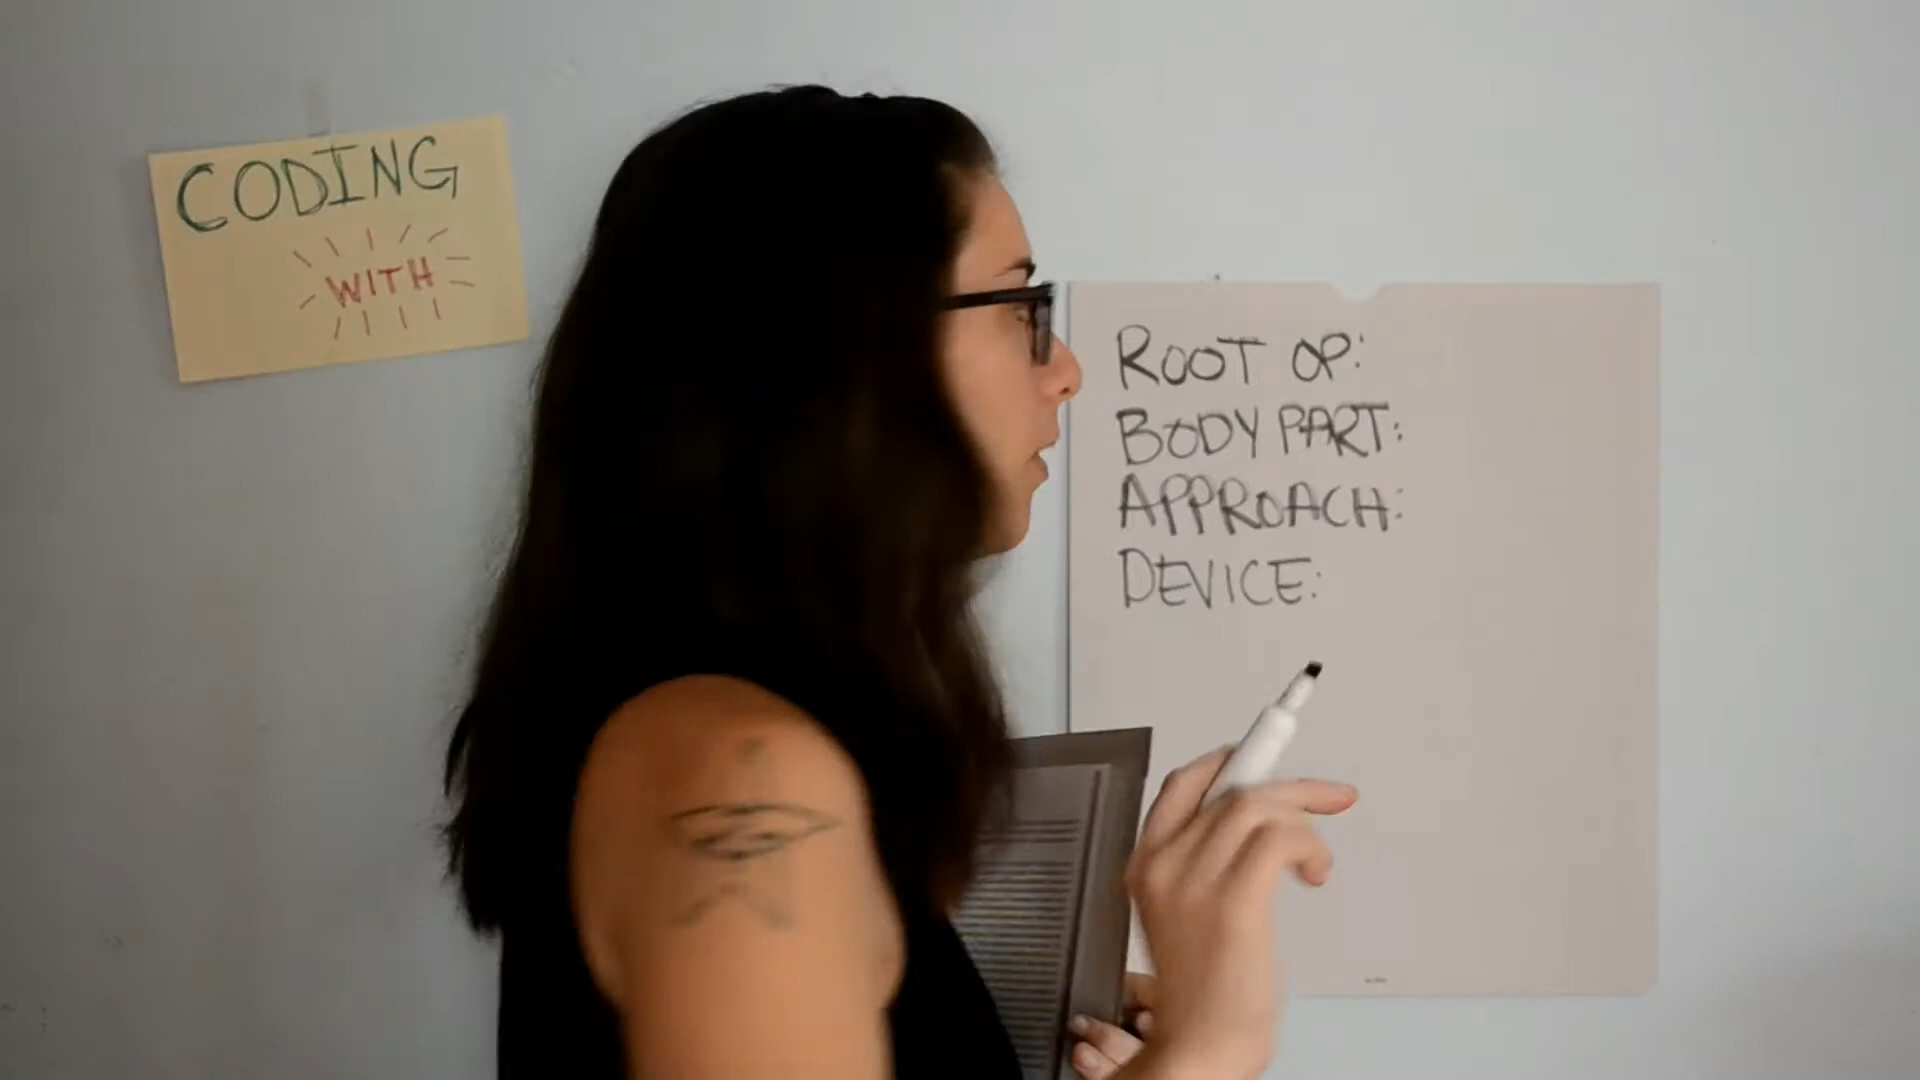 CODING
WITH
ROOT OP:
BODY PART:
APPROACH:
DEVICE: